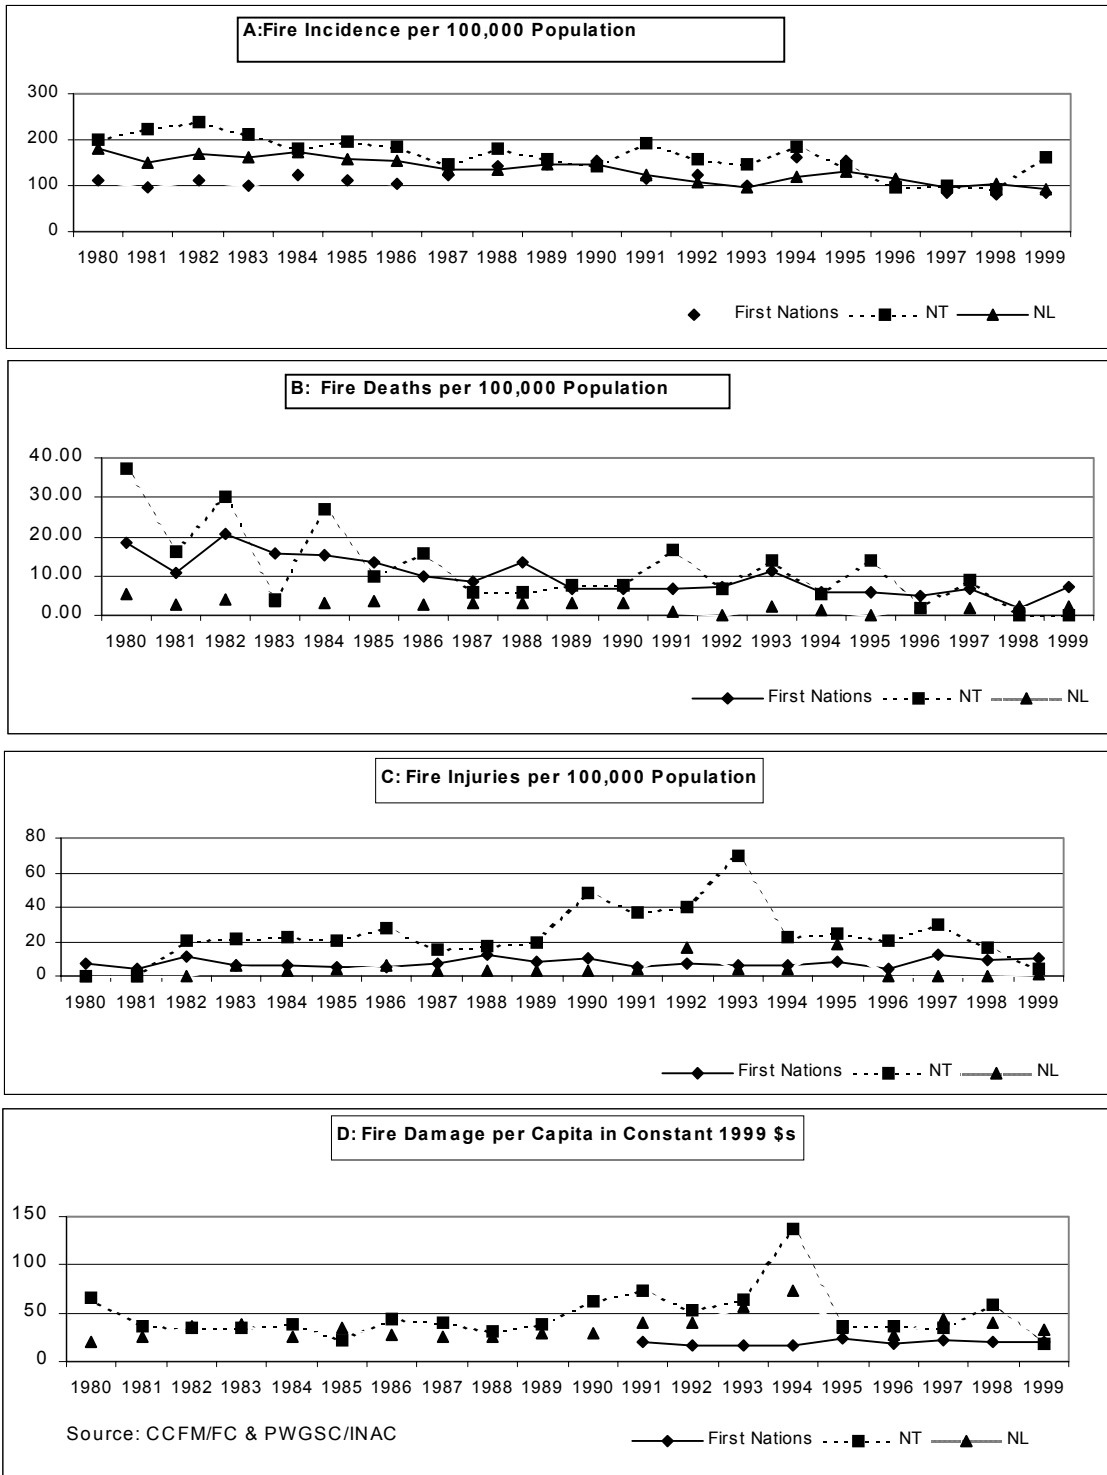 A:Fire Incidence per 100,000 Population
300
200
100
0
1980 1981 1982 1983 1984 1985 1986 1987 1988 1989 1990 1991 1992 1993 1994 1995 1996 1997 1998 1999
First Nations NT NL
B: Fire Deaths per 100,000 Population
40.00
30.00
20.00
10.00
0.00
1980 1981 1982 1983 1984 1985 1986 1987 1988 1989 1990 1991 1992 1993 1994 1995 1996 1997 1998 1999
First Nations NT NL
C: Fire Injuries per 100,000 Population
80
60
40
20
0
1980 1981 1982 1983 1984 1985 1986 1987 1988 1989 1990 1991 1992 1993 1994 1995 1996 1997 1998 1999
First Nations NT NL
D: Fire Damage per Capita in Constant 1999 $s
150
100
50
0
1980 1981 1982 1983 1984 1985 1986 1987 1988 1989 1990 1991 1992 1993 1994 1995 1996 1997 1998 1999
Source: CCFM/FC & PWGSC/INAC
First Nations NT NL